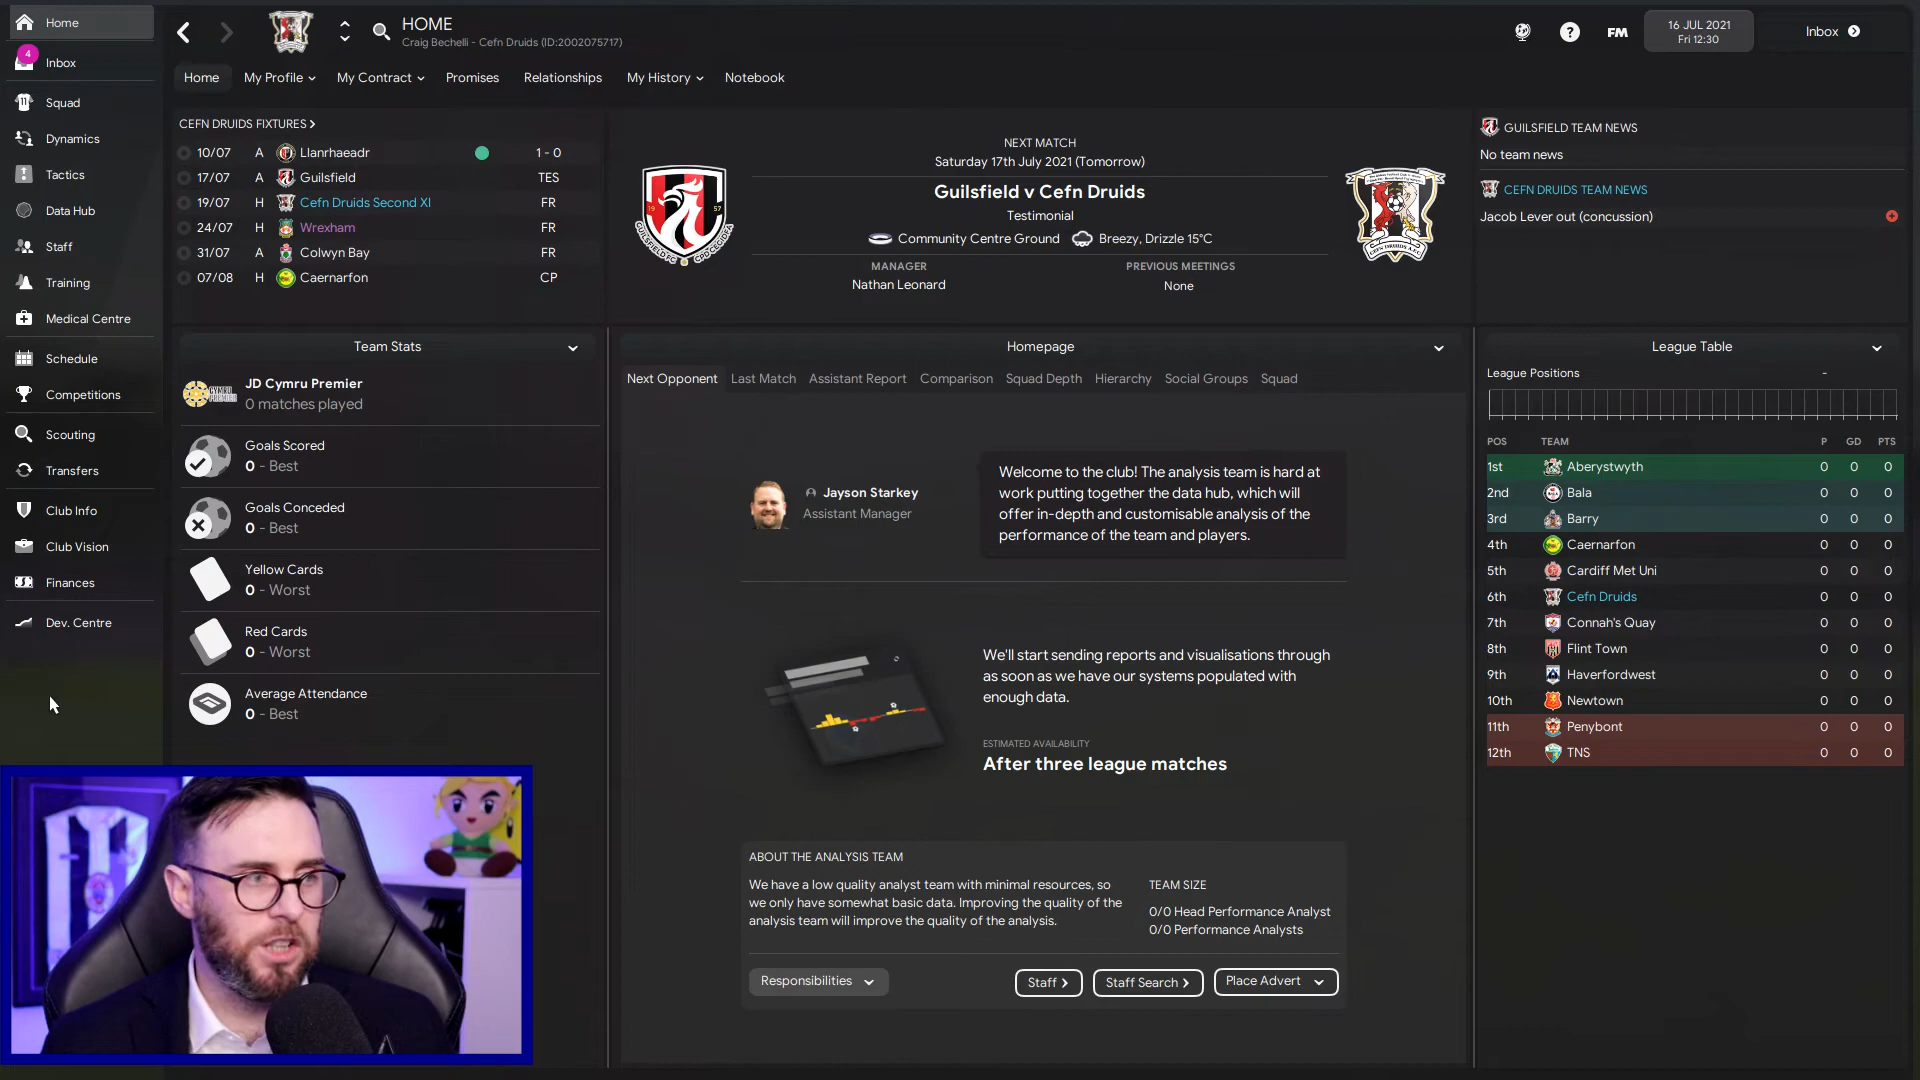 Home
4
Inbox
Squad
Dynamics
Tactics
Data Hub
Staff
Training
Medical Centre
Schedule
Competitions
Scouting
Transfers
Club Info
Club Vision
Finances
Dev. Centre
HOME
Craig Bechelli - Cefn Druids (ID:2002075717)
FM
16 JUL 2021
Fri 12:30
Inbox
Home My Profile My Contract Promises Relationships My History Notebook
CEFN DRUIDS FIXTURES
10/07 A Llanrhaeadr 1 - 0
17/07 A Guilsfield TES
19/07 H Cefn Druids Second XI FR
24/07 H Wrexham FR
31/07 A Colwyn Bay FR
07/08 H Caernarfon CP
NEXT MATCH
Saturday 17th July 2021 (Tomorrow)
Guilsfield v Cefn Druids
Testimonial
Community Centre Ground Breezy, Drizzle 15°C
MANAGER PREVIOUS MEETINGS
Nathan Leonard None
GUILSFIELD TEAM NEWS
No team news
CEFN DRUIDS TEAM NEWS
Jacob Lever out (concussion)
Team Stats
JD Cymru Premier
0 matches played
Goals Scored
0 - Best
Goals Conceded
0 - Best
Yellow Cards
0 - Worst
Red Cards
0 - Worst
Average Attendance
0 - Best
Homepage
Next Opponent Last Match Assistant Report Comparison Squad Depth Hierarchy Social Groups Squad
Jayson Starkey
Assistant Manager
Welcome to the club! The analysis team is hard at
work putting together the data hub, which will
offer in-depth and customisable analysis of the
performance of the team and players.
We'll start sending reports and visualisations through
as soon as we have our systems populated with
enough data.
ESTIMATED AVAILABILITY
After three league matches
ABOUT THE ANALYSIS TEAM
We have a low quality analyst team with minimal resources, so
we only have somewhat basic data. Improving the quality of the
analysis team will improve the quality of the analysis.
TEAM SIZE
0/0 Head Performance Analyst
0/0 Performance Analysts
Responsibilities
Staff
Staff Search
Place Advert
League Table
League Positions -
POS TEAM P GD PTS
1st Aberystwyth 0 0 0
2nd Bala 0 0 0
3rd Barry 0 0 0
4th Caernarfon 0 0 0
5th Cardiff Met Uni 0 0 0
6th Cefn Druids 0 0 0
7th Connah's Quay 0 0 0
8th Flint Town 0 0 0
9th Haverfordwest 0 0 0
10th Newtown 0 0 0
11th Penybont 0 0 0
12th TNS 0 0 0